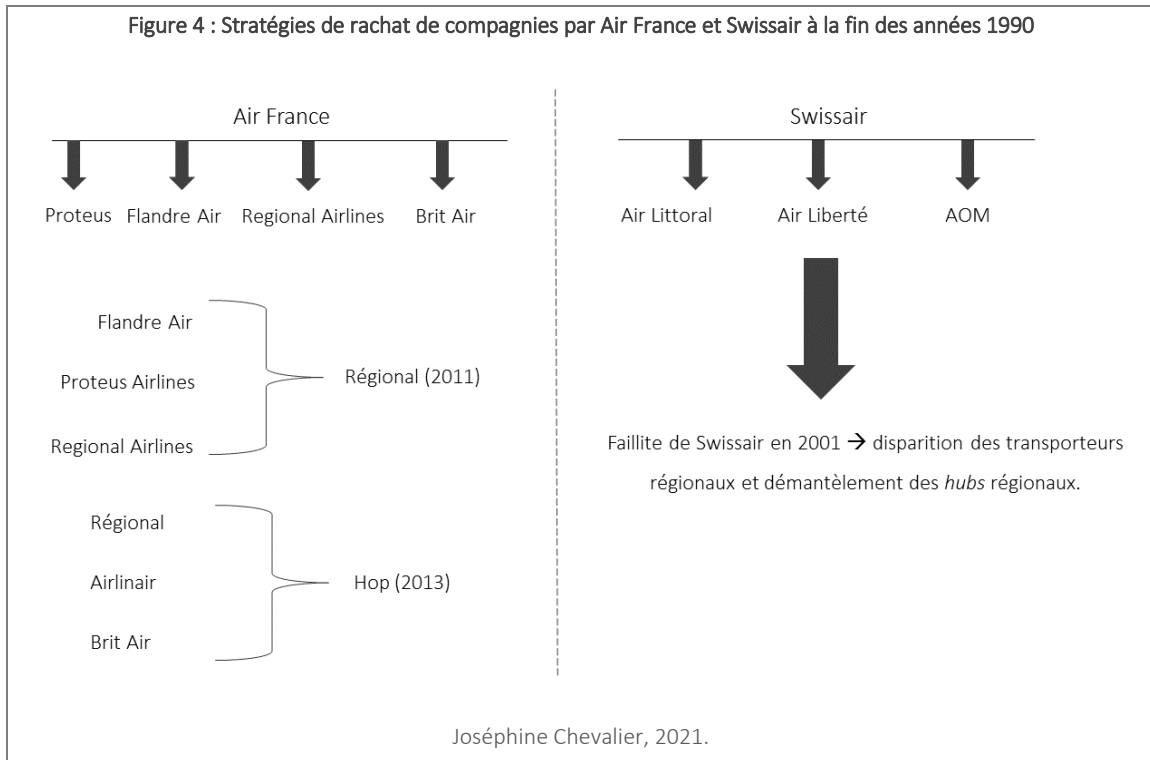 Figure 4 : Stratégies de rachat de compagnies par Air France et Swissair à la fin des années 1990
Air France
Proteus Flandre Air Regional Airlines Brit Air
Flandre Air
Proteus Airlines
Regional Airlines
Régional (2011)
Régional
Airlinair
Brit Air
Hop (2013)
Swissair
Air Littoral Air Liberté AOM
Faillite de Swissair en 2001 → disparition des transporteurs
régionaux et démantèlement des hubs régionaux.
Joséphine Chevalier, 2021.